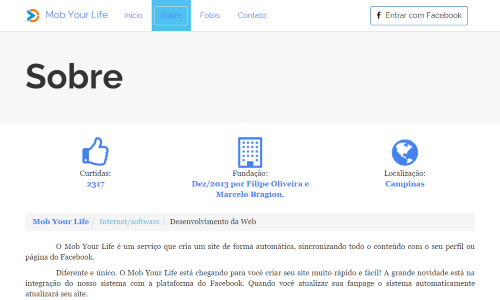 Mob Your Life Início Sobre Fotos Contato Entrar com Facebook
Sobre
Curtidas:
2317
Fundação:
Dez/2013 por Filipe Oliveira e
Marcelo Bragion.
Localização:
Campinas
Mob Your Life / Internet/software / Desenvolvimento da Web
O Mob Your Life é um serviço que cria um site de forma automática, sincronizando todo o conteúdo com o seu perfil ou
página do Facebook.
Diferente e único. O Mob Your Life está chegando para você criar seu site muito rápido e fácil! A grande novidade está na
integração do nosso sistema com a plataforma do Facebook. Quando você atualizar sua fanpage o sistema automaticamente
atualizará seu site.